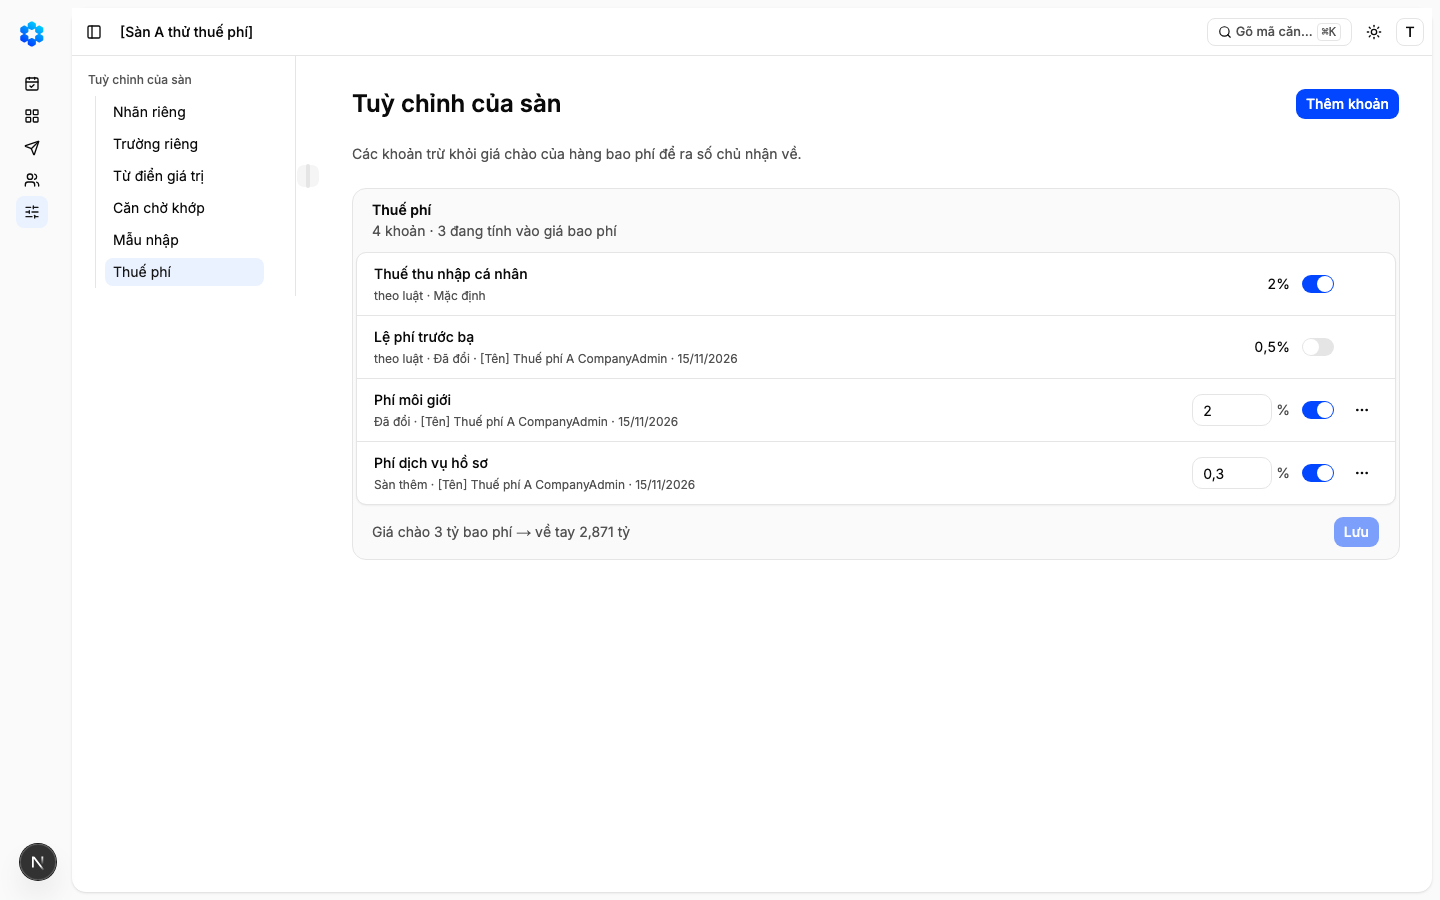 [Sàn A thử thuế phí]
Gõ mã căn... ⌘K
T
Tuỳ chỉnh của sàn
Nhãn riêng
Trường riêng
Từ điển giá trị
Căn chờ khớp
Mẫu nhập
Thuế phí
Tuỳ chỉnh của sàn
Thêm khoản
Các khoản trừ khỏi giá chào của hàng bao phí để ra số chủ nhận về.
Thuế phí
4 khoản · 3 đang tính vào giá bao phí
Thuế thu nhập cá nhân
theo luật · Mặc định
2%
Lệ phí trước bạ
theo luật · Đã đổi · [Tên] Thuế phí A CompanyAdmin · 15/11/2026
0,5%
Phí môi giới
Đã đổi · [Tên] Thuế phí A CompanyAdmin · 15/11/2026
2 %
Phí dịch vụ hồ sơ
Sàn thêm · [Tên] Thuế phí A CompanyAdmin · 15/11/2026
0,3 %
Giá chào 3 tỷ bao phí → về tay 2,871 tỷ
Lưu
N